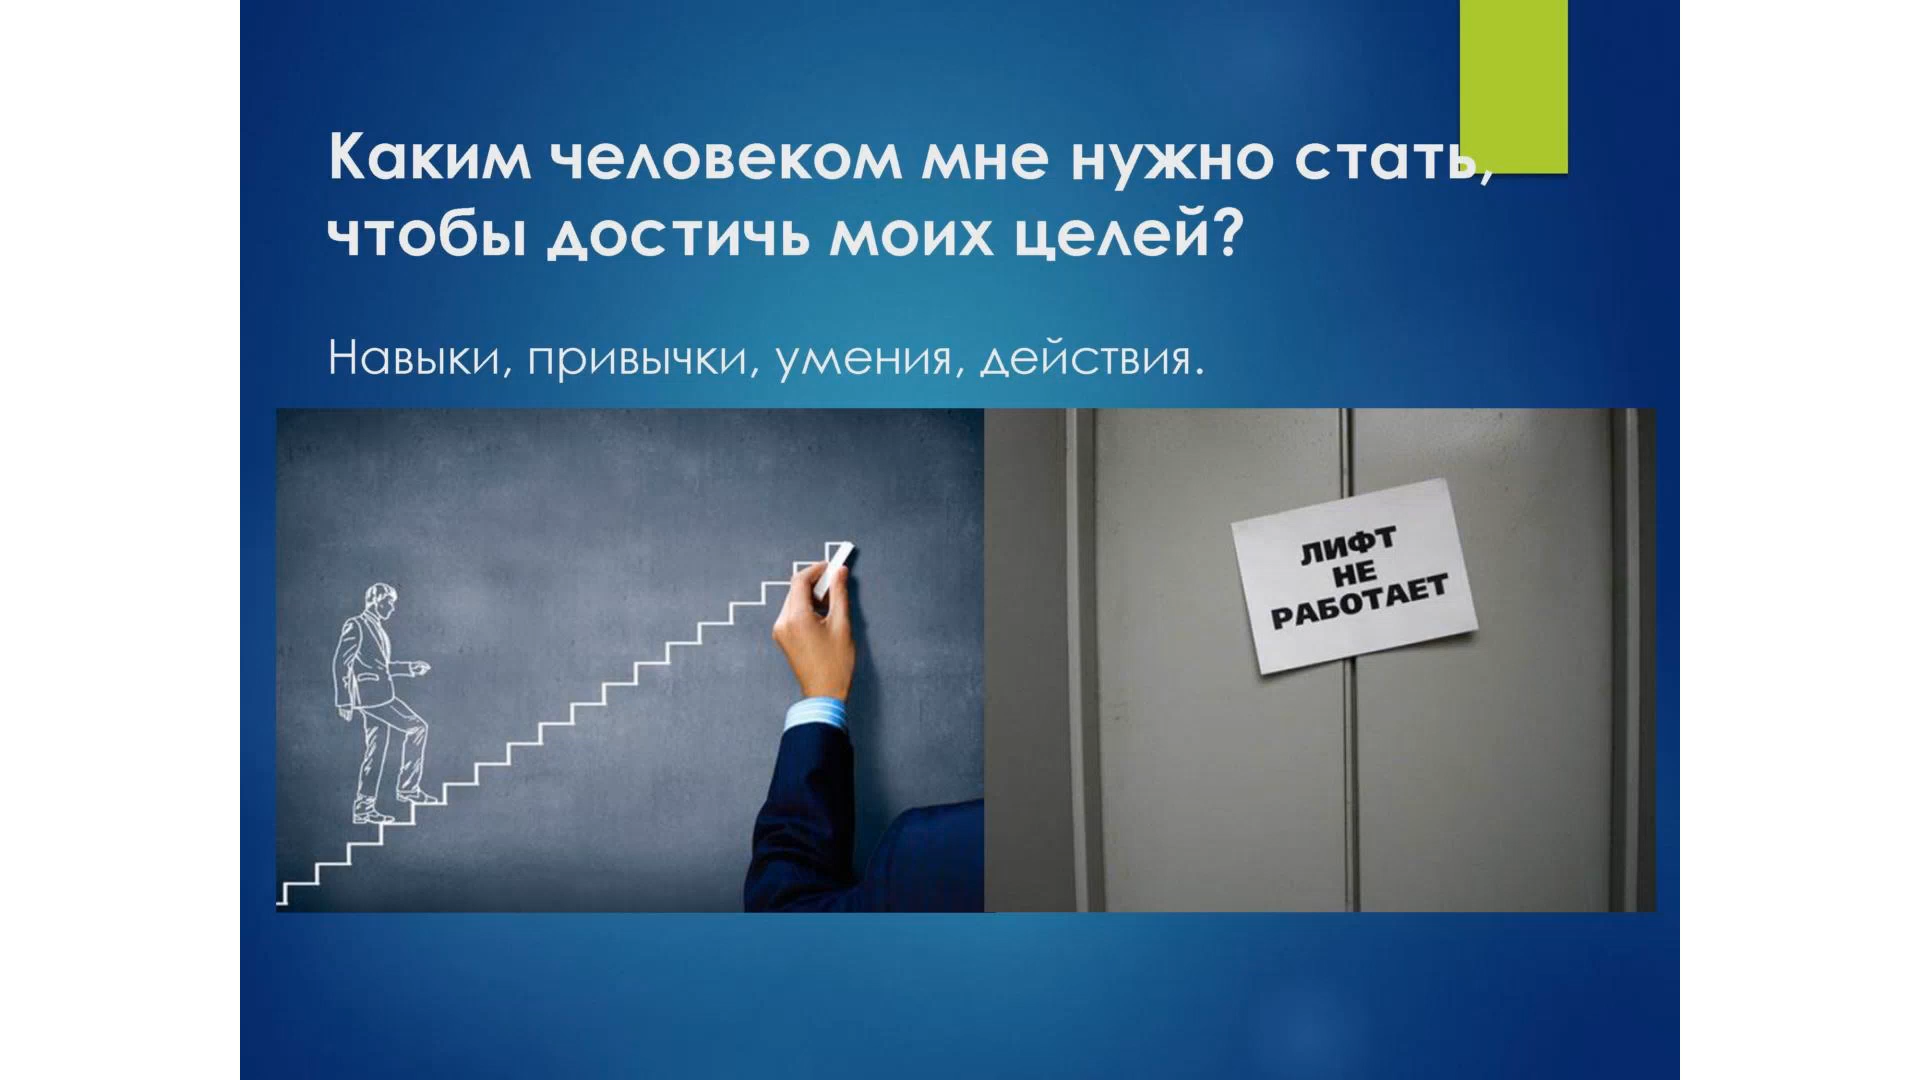 Каким человеком мне нужно стать,
чтобы достичь моих целей?
Навыки, привычки, умения, действия.
ЛИФТ
НЕ
РАБОТАЕТ